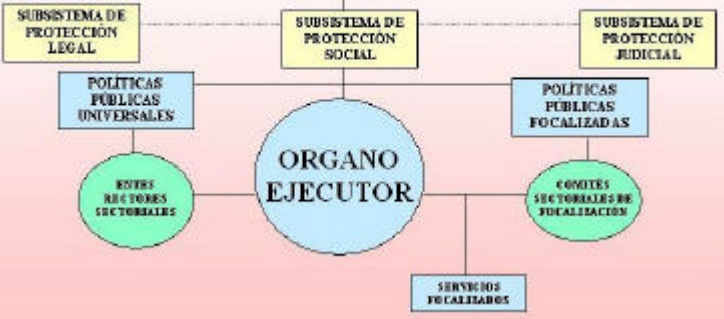 SUBSISTEMA DE
PROTECCIÓN
LEGAL
SUBSISTEMA DE
PROTECCIÓN
SOCIAL
SUBSISTEMA DE
PROTECCIÓN
JUDICIAL
POLÍTICAS
PÚBLICAS
UNIVERSALES
POLÍTICAS
PÚBLICAS
FOCALIZADAS
ORGANO
EJECUTOR
ENTES
RECTORES
SECTORIALES
COMITÉS
SECTORIALES DE
FOCALIZACIÓN
SERVICIOS
FOCALIZADOS